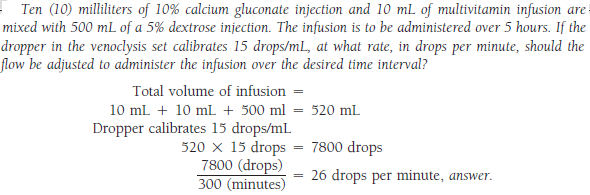 Ten (10) milliliters of 10% calcium gluconate injection and 10 mL of multivitamin infusion are
mixed with 500 mL of a 5% dextrose injection. The infusion is to be administered over 5 hours. If the
dropper in the venoclysis set calibrates 15 drops/mL, at what rate, in drops per minute, should the
flow be adjusted to administer the infusion over the desired time interval?
Total volume of infusion =
10 mL + 10 mL + 500 ml = 520 mL
Dropper calibrates 15 drops/mL
520 × 15 drops = 7800 drops
7800 (drops)
300 (minutes) = 26 drops per minute, answer.